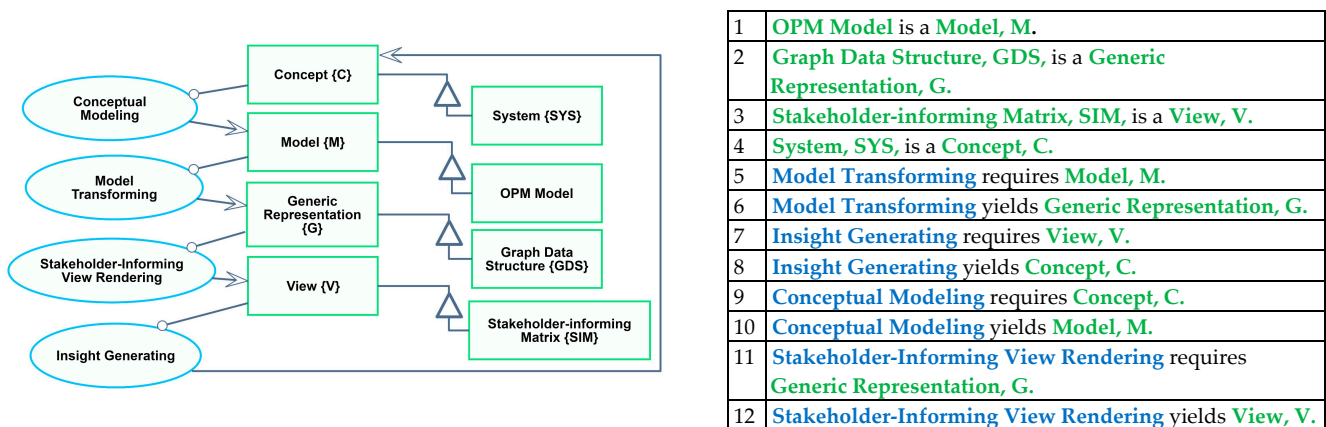 Concept {C}
Conceptual
Modeling
System {SYS}
Model {M}
Model
Transforming
OPM Model
Generic
Representation
{G}
Stakeholder-Informing
View Rendering
Graph Data
Structure {GDS}
View {V}
Stakeholder-informing
Matrix {SIM}
Insight Generating
1 OPM Model is a Model, M.
2 Graph Data Structure, GDS, is a Generic
Representation, G.
3 Stakeholder-informing Matrix, SIM, is a View, V.
4 System, SYS, is a Concept, C.
5 Model Transforming requires Model, M.
6 Model Transforming yields Generic Representation, G.
7 Insight Generating requires View, V.
8 Insight Generating yields Concept, C.
9 Conceptual Modeling requires Concept, C.
10 Conceptual Modeling yields Model, M.
11 Stakeholder-Informing View Rendering requires
Generic Representation, G.
12 Stakeholder-Informing View Rendering yields View, V.